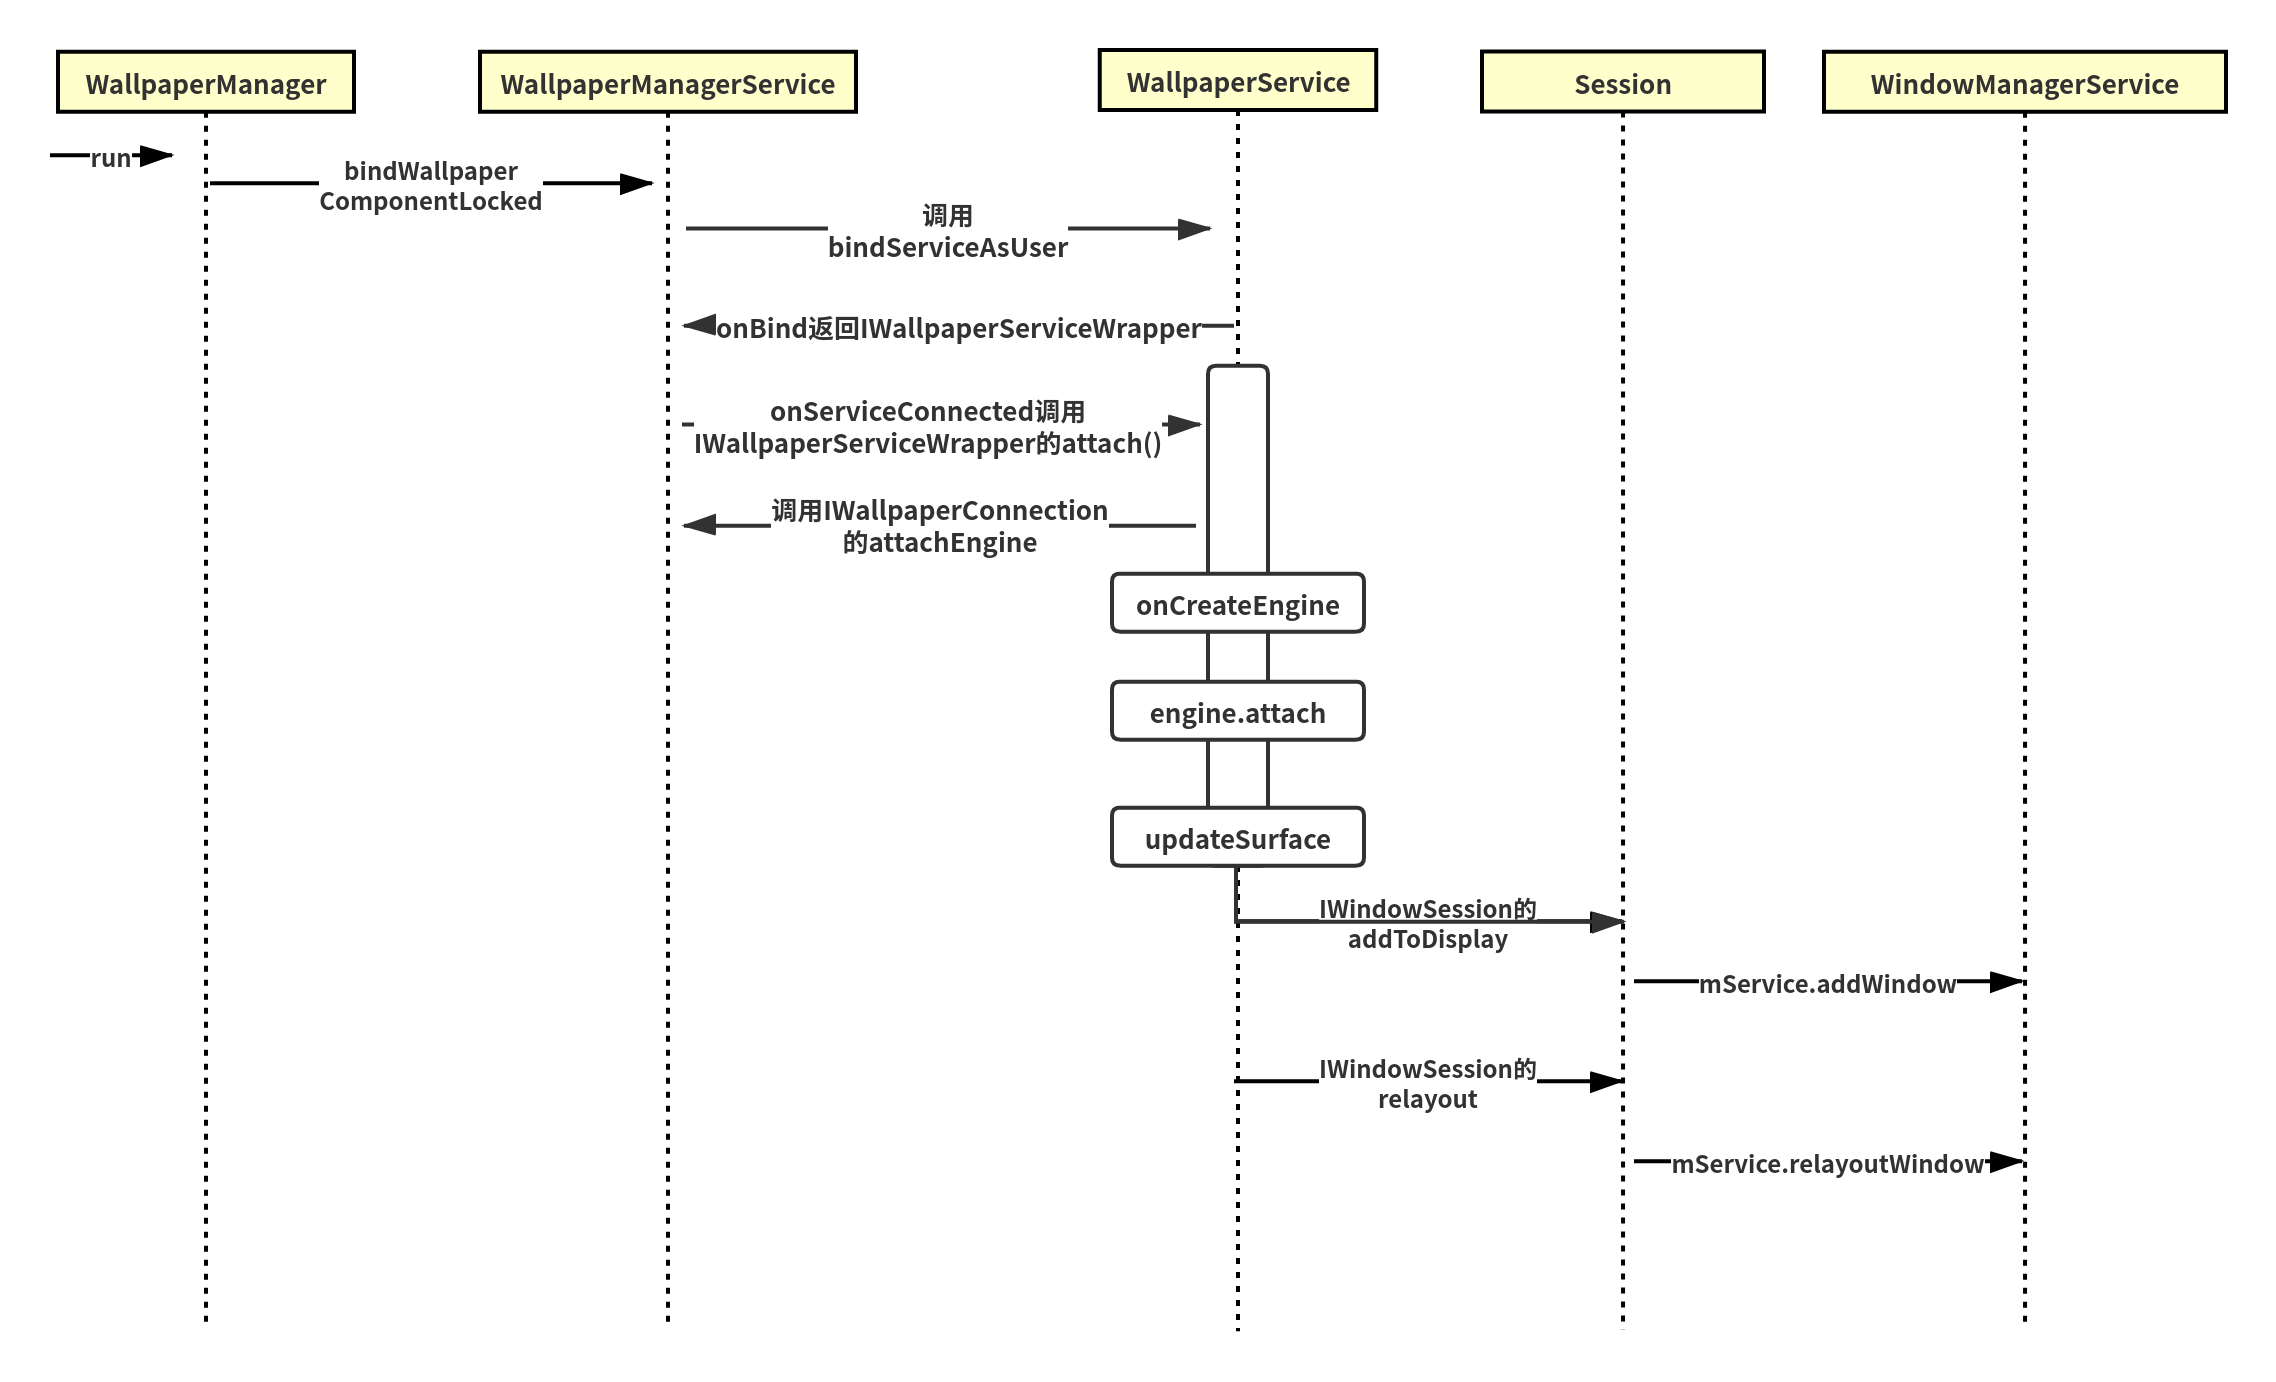 WallpaperManager
WallpaperManagerService
WallpaperService
Session
WindowManagerService
run
bindWallpaper
ComponentLocked
调用
bindServiceAsUser
onBind返回IWallpaperServiceWrapper
onServiceConnected调用
IWallpaperServiceWrapper的attach()
调用IWallpaperConnection
的attachEngine
onCreateEngine
engine.attach
updateSurface
IWindowSession的
addToDisplay
mService.addWindow
IWindowSession的
relayout
mService.relayoutWindow